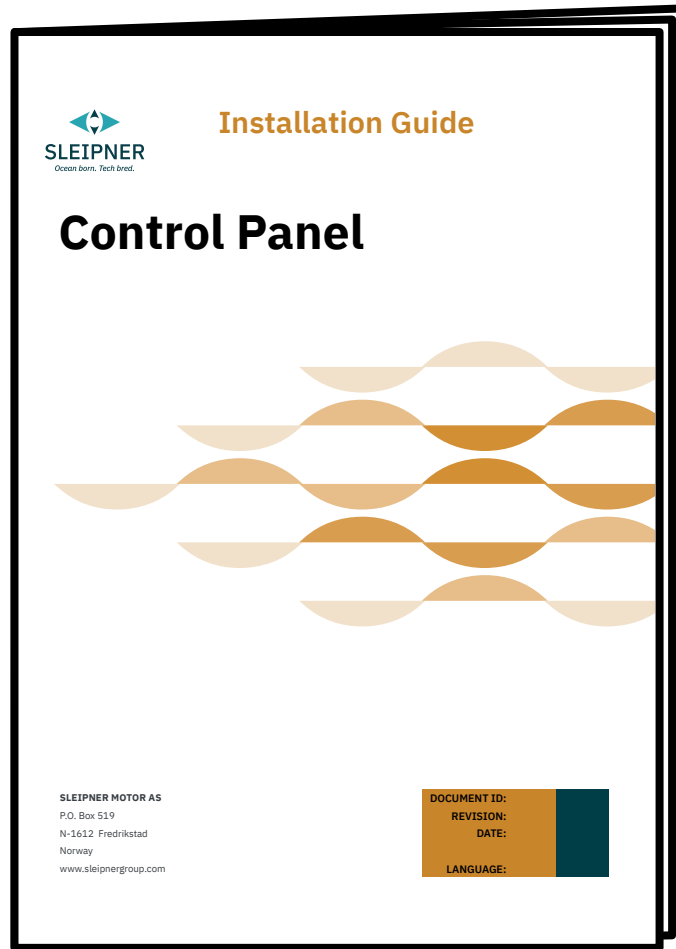 Installation Guide
SLEIPNER
Ocean born. Tech bred.
Control Panel
SLEIPNER MOTOR AS
P.O. Box 519
N-1612 Fredrikstad
Norway
www.sleipnergroup.com
DOCUMENT ID:
REVISION:
DATE:
LANGUAGE: